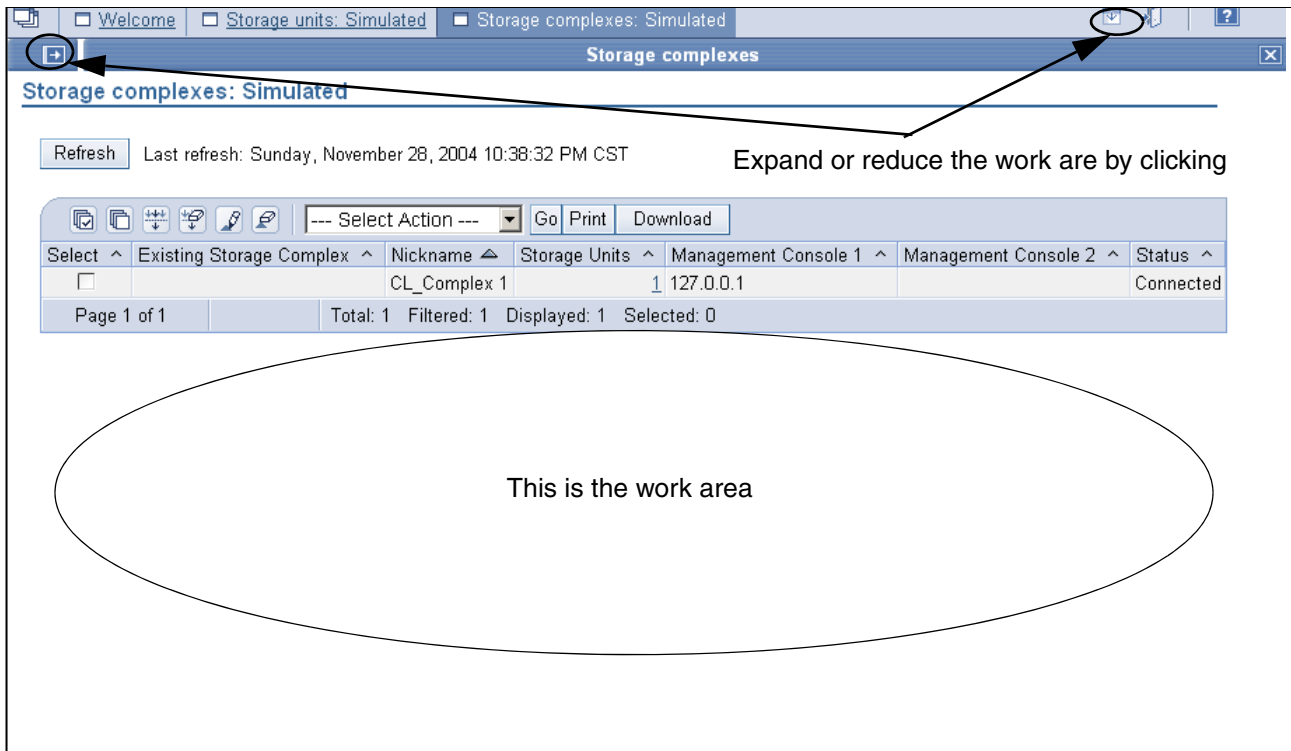 Welcome Storage units: Simulated Storage complexes: Simulated ?
Storage complexes
Storage complexes: Simulated
Refresh Last refresh: Sunday, November 28, 2004 10:38:32 PM CST
Expand or reduce the work are by clicking
--- Select Action --- Go Print Download
Select Existing Storage Complex Nickname Storage Units Management Console 1 Management Console 2 Status
CL_Complex 1 1 127.0.0.1 Connected
Page 1 of 1 Total: 1 Filtered: 1 Displayed: 1 Selected: 0
This is the work area